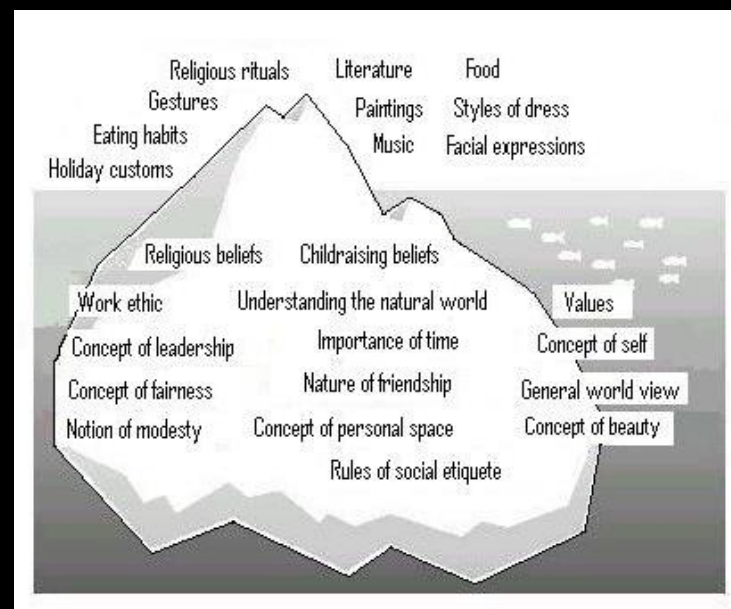 Religious rituals Literature Food
Gestures Paintings Styles of dress
Eating habits Music Facial expressions
Holiday customs
Religious beliefs Childraising beliefs
Work ethic Understanding the natural world Values
Concept of leadership Importance of time Concept of self
Concept of fairness Nature of friendship General world view
Notion of modesty Concept of personal space Concept of beauty
Rules of social etiquete